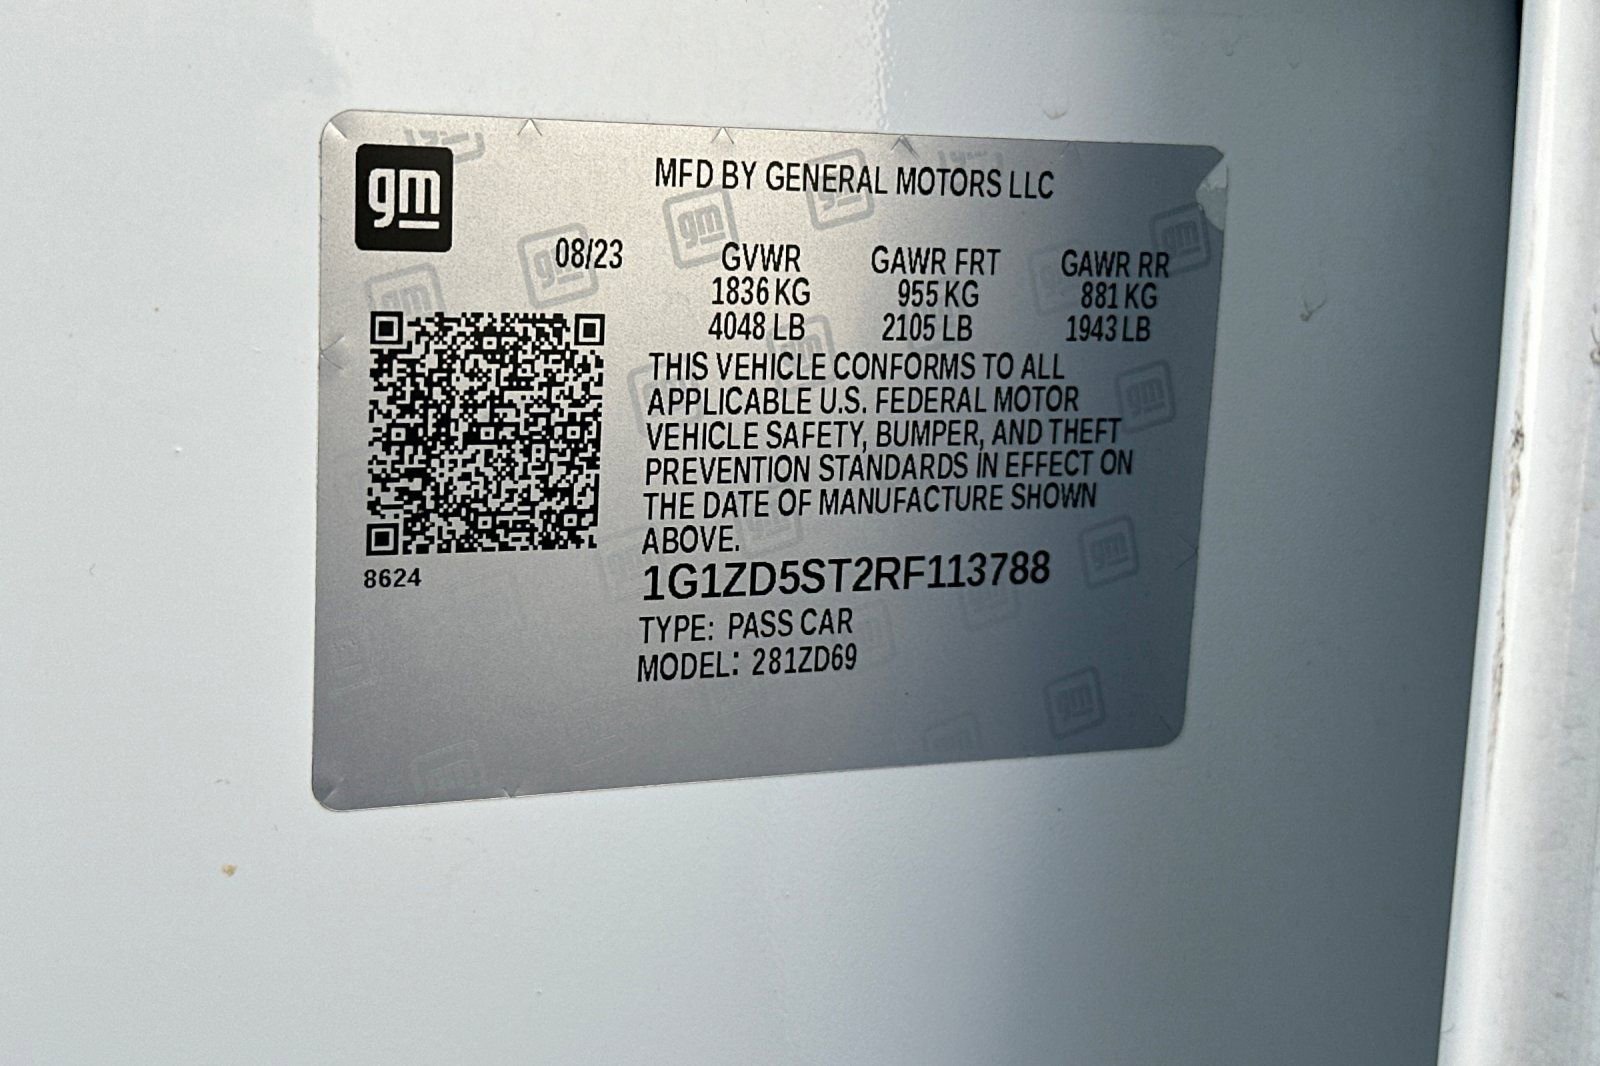 gm
MFD BY GENERAL MOTORS LLC
08/23 GVWR GAWR FRT GAWR RR
1836 KG 955 KG 881 KG
4048 LB 2105 LB 1943 LB
THIS VEHICLE CONFORMS TO ALL
APPLICABLE U.S. FEDERAL MOTOR
VEHICLE SAFETY, BUMPER, AND THEFT
PREVENTION STANDARDS IN EFFECT ON
THE DATE OF MANUFACTURE SHOWN
ABOVE.
8624
1G1ZD5ST2RF113788
TYPE: PASS CAR
MODEL: 281ZD69